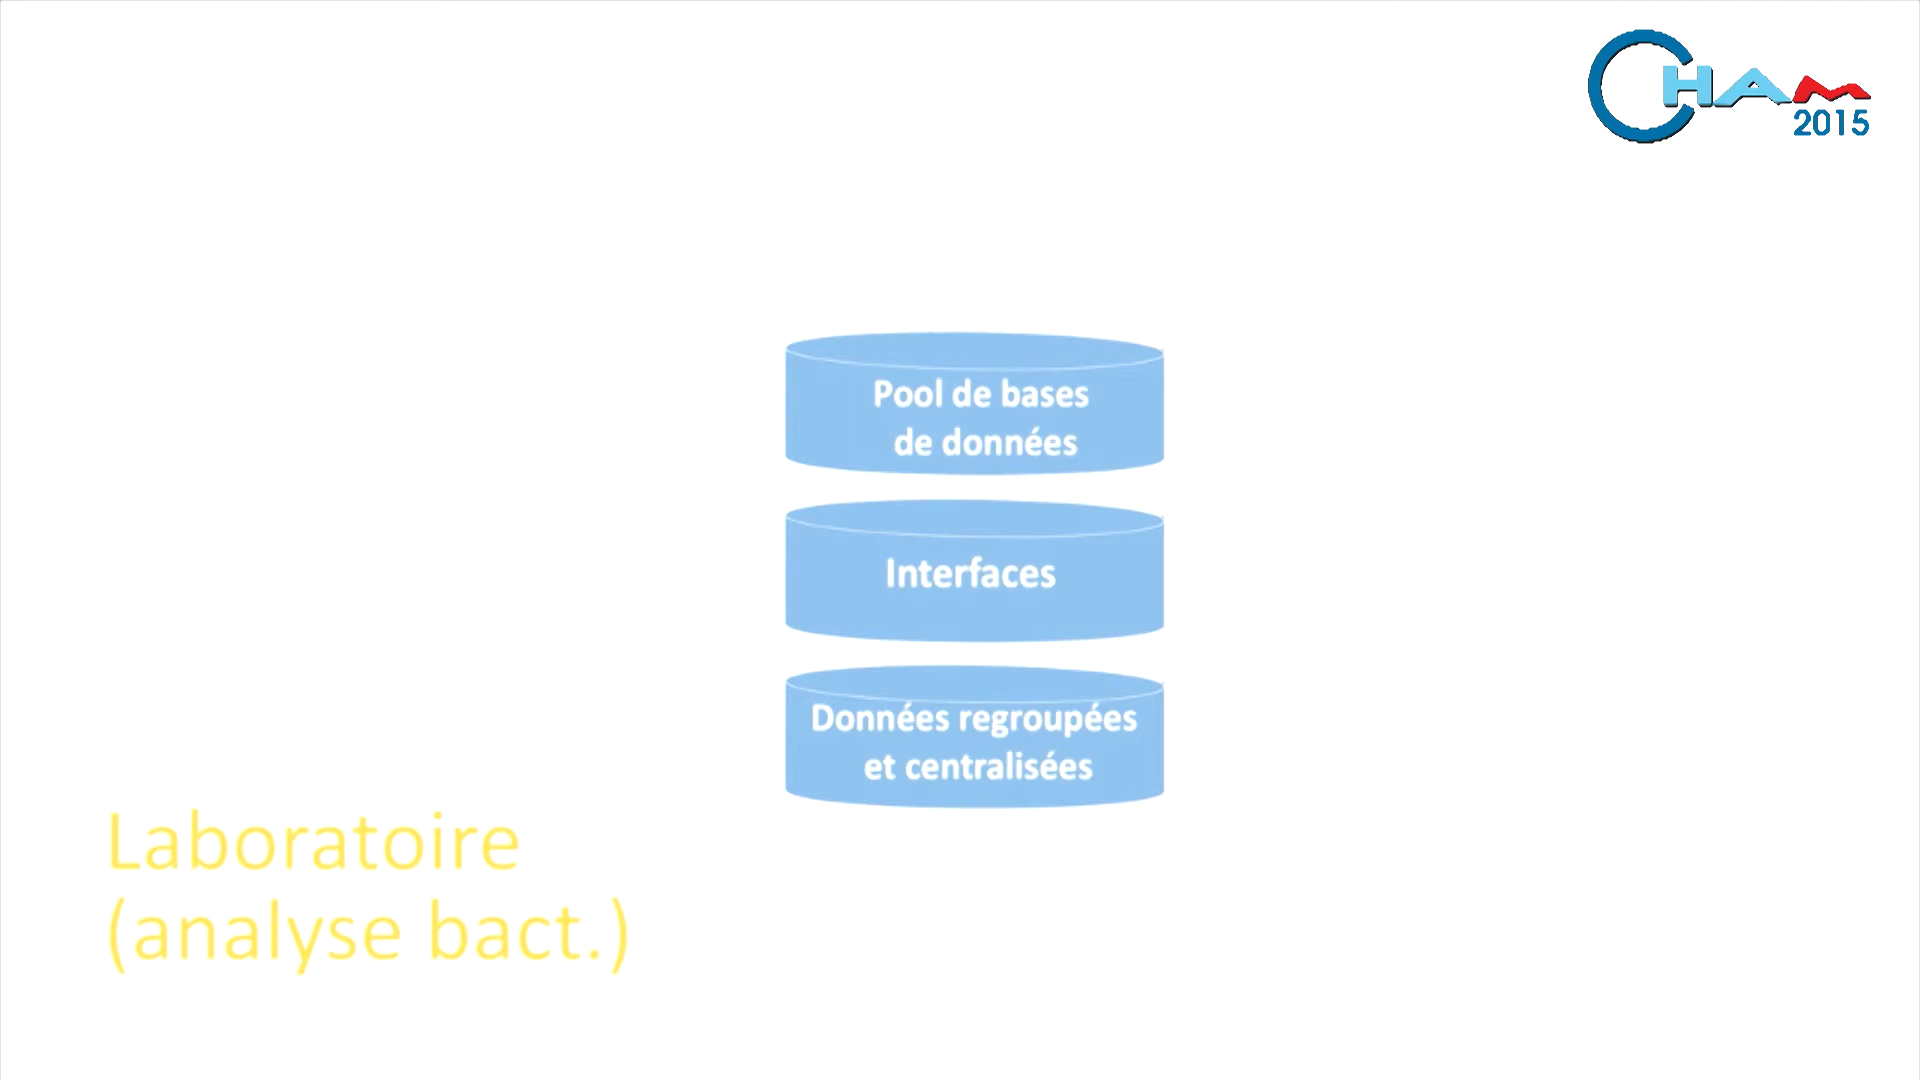 CHAM
2015
Pool de bases
de données
Interfaces
Données regroupées
et centralisées
Laboratoire
(analyse bact.)